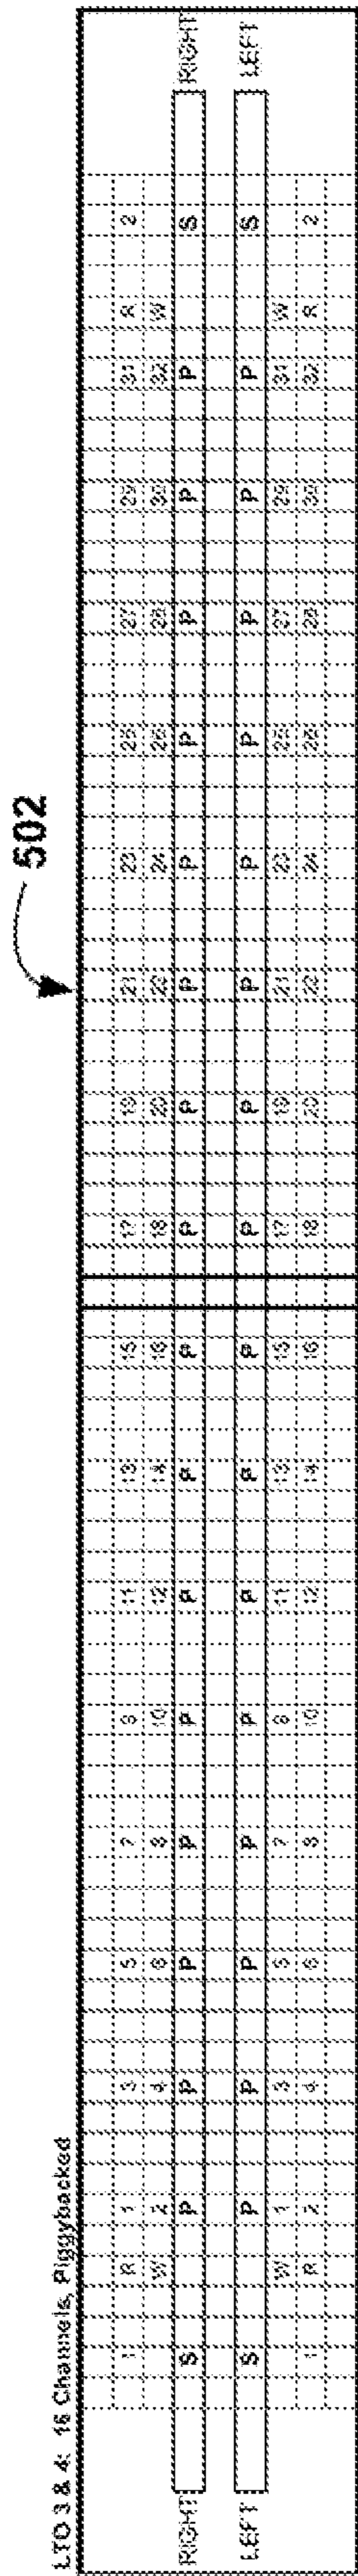 502
LTO 3 & 4: 16 Channels, Piggybacked
1 R 1 3 5 7 9 11 13 15 17 19 21 23 25 27 29 31 R 2
W 2 4 6 8 10 12 14 16 18 20 22 24 26 28 30 32 W
RIGHT S P P P P P P P P P P P P P P P P S RIGHT
LEFT S P P P P P P P P P P P P P P P P S LEFT
W 1 3 5 7 9 11 13 15 17 19 21 23 25 27 29 31 W
1 R 2 4 6 8 10 12 14 16 18 20 22 24 26 28 30 32 R 2